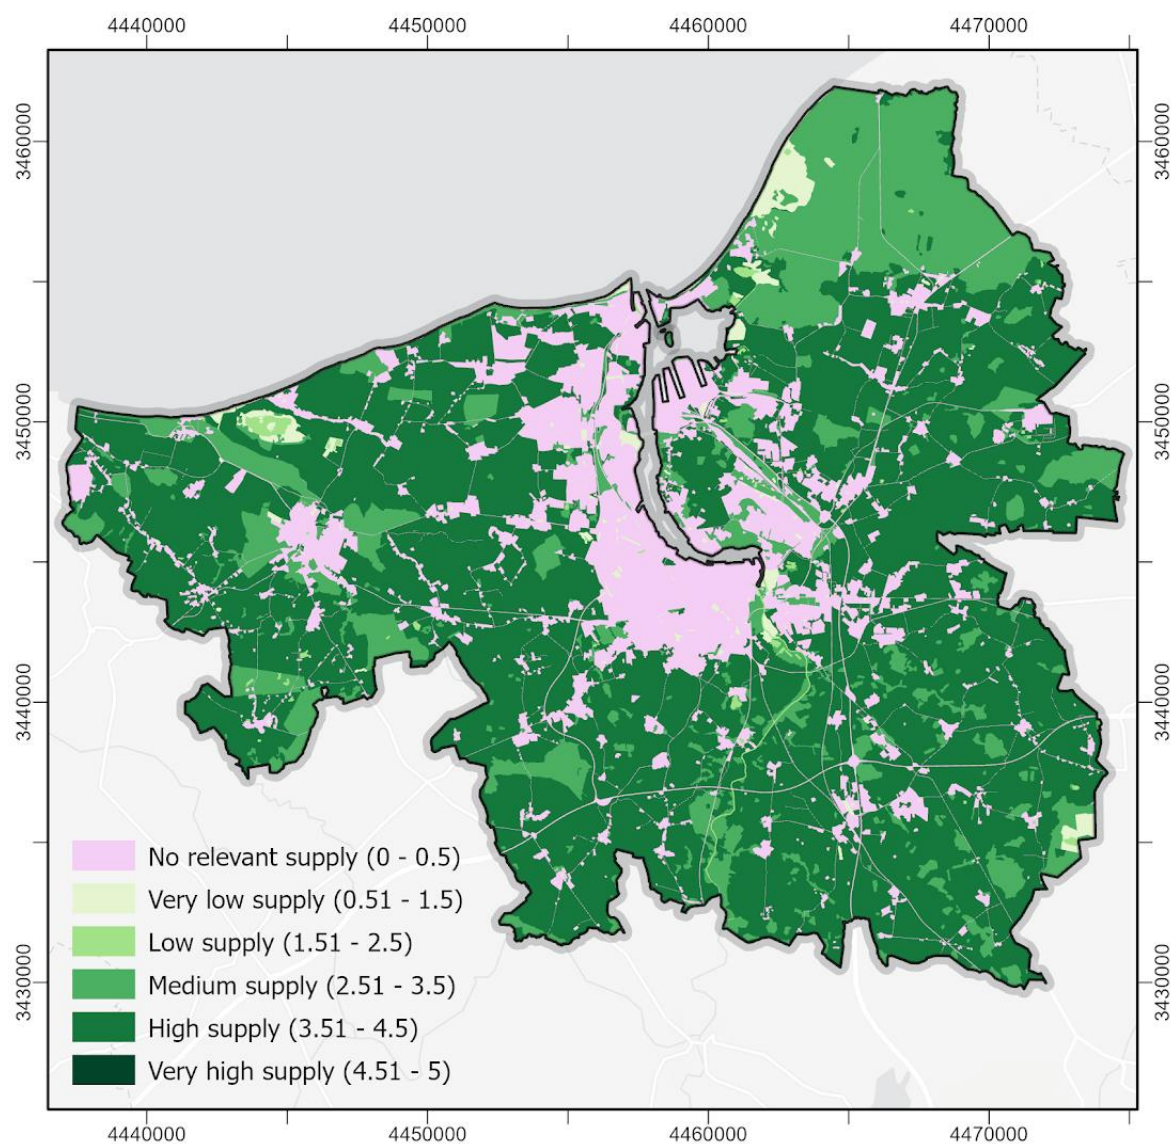 4440000 4450000 4460000 4470000
3460000 3460000
3450000 3450000
3440000 3440000
3430000 3430000
No relevant supply (0 - 0.5)
Very low supply (0.51 - 1.5)
Low supply (1.51 - 2.5)
Medium supply (2.51 - 3.5)
High supply (3.51 - 4.5)
Very high supply (4.51 - 5)
4440000 4450000 4460000 4470000